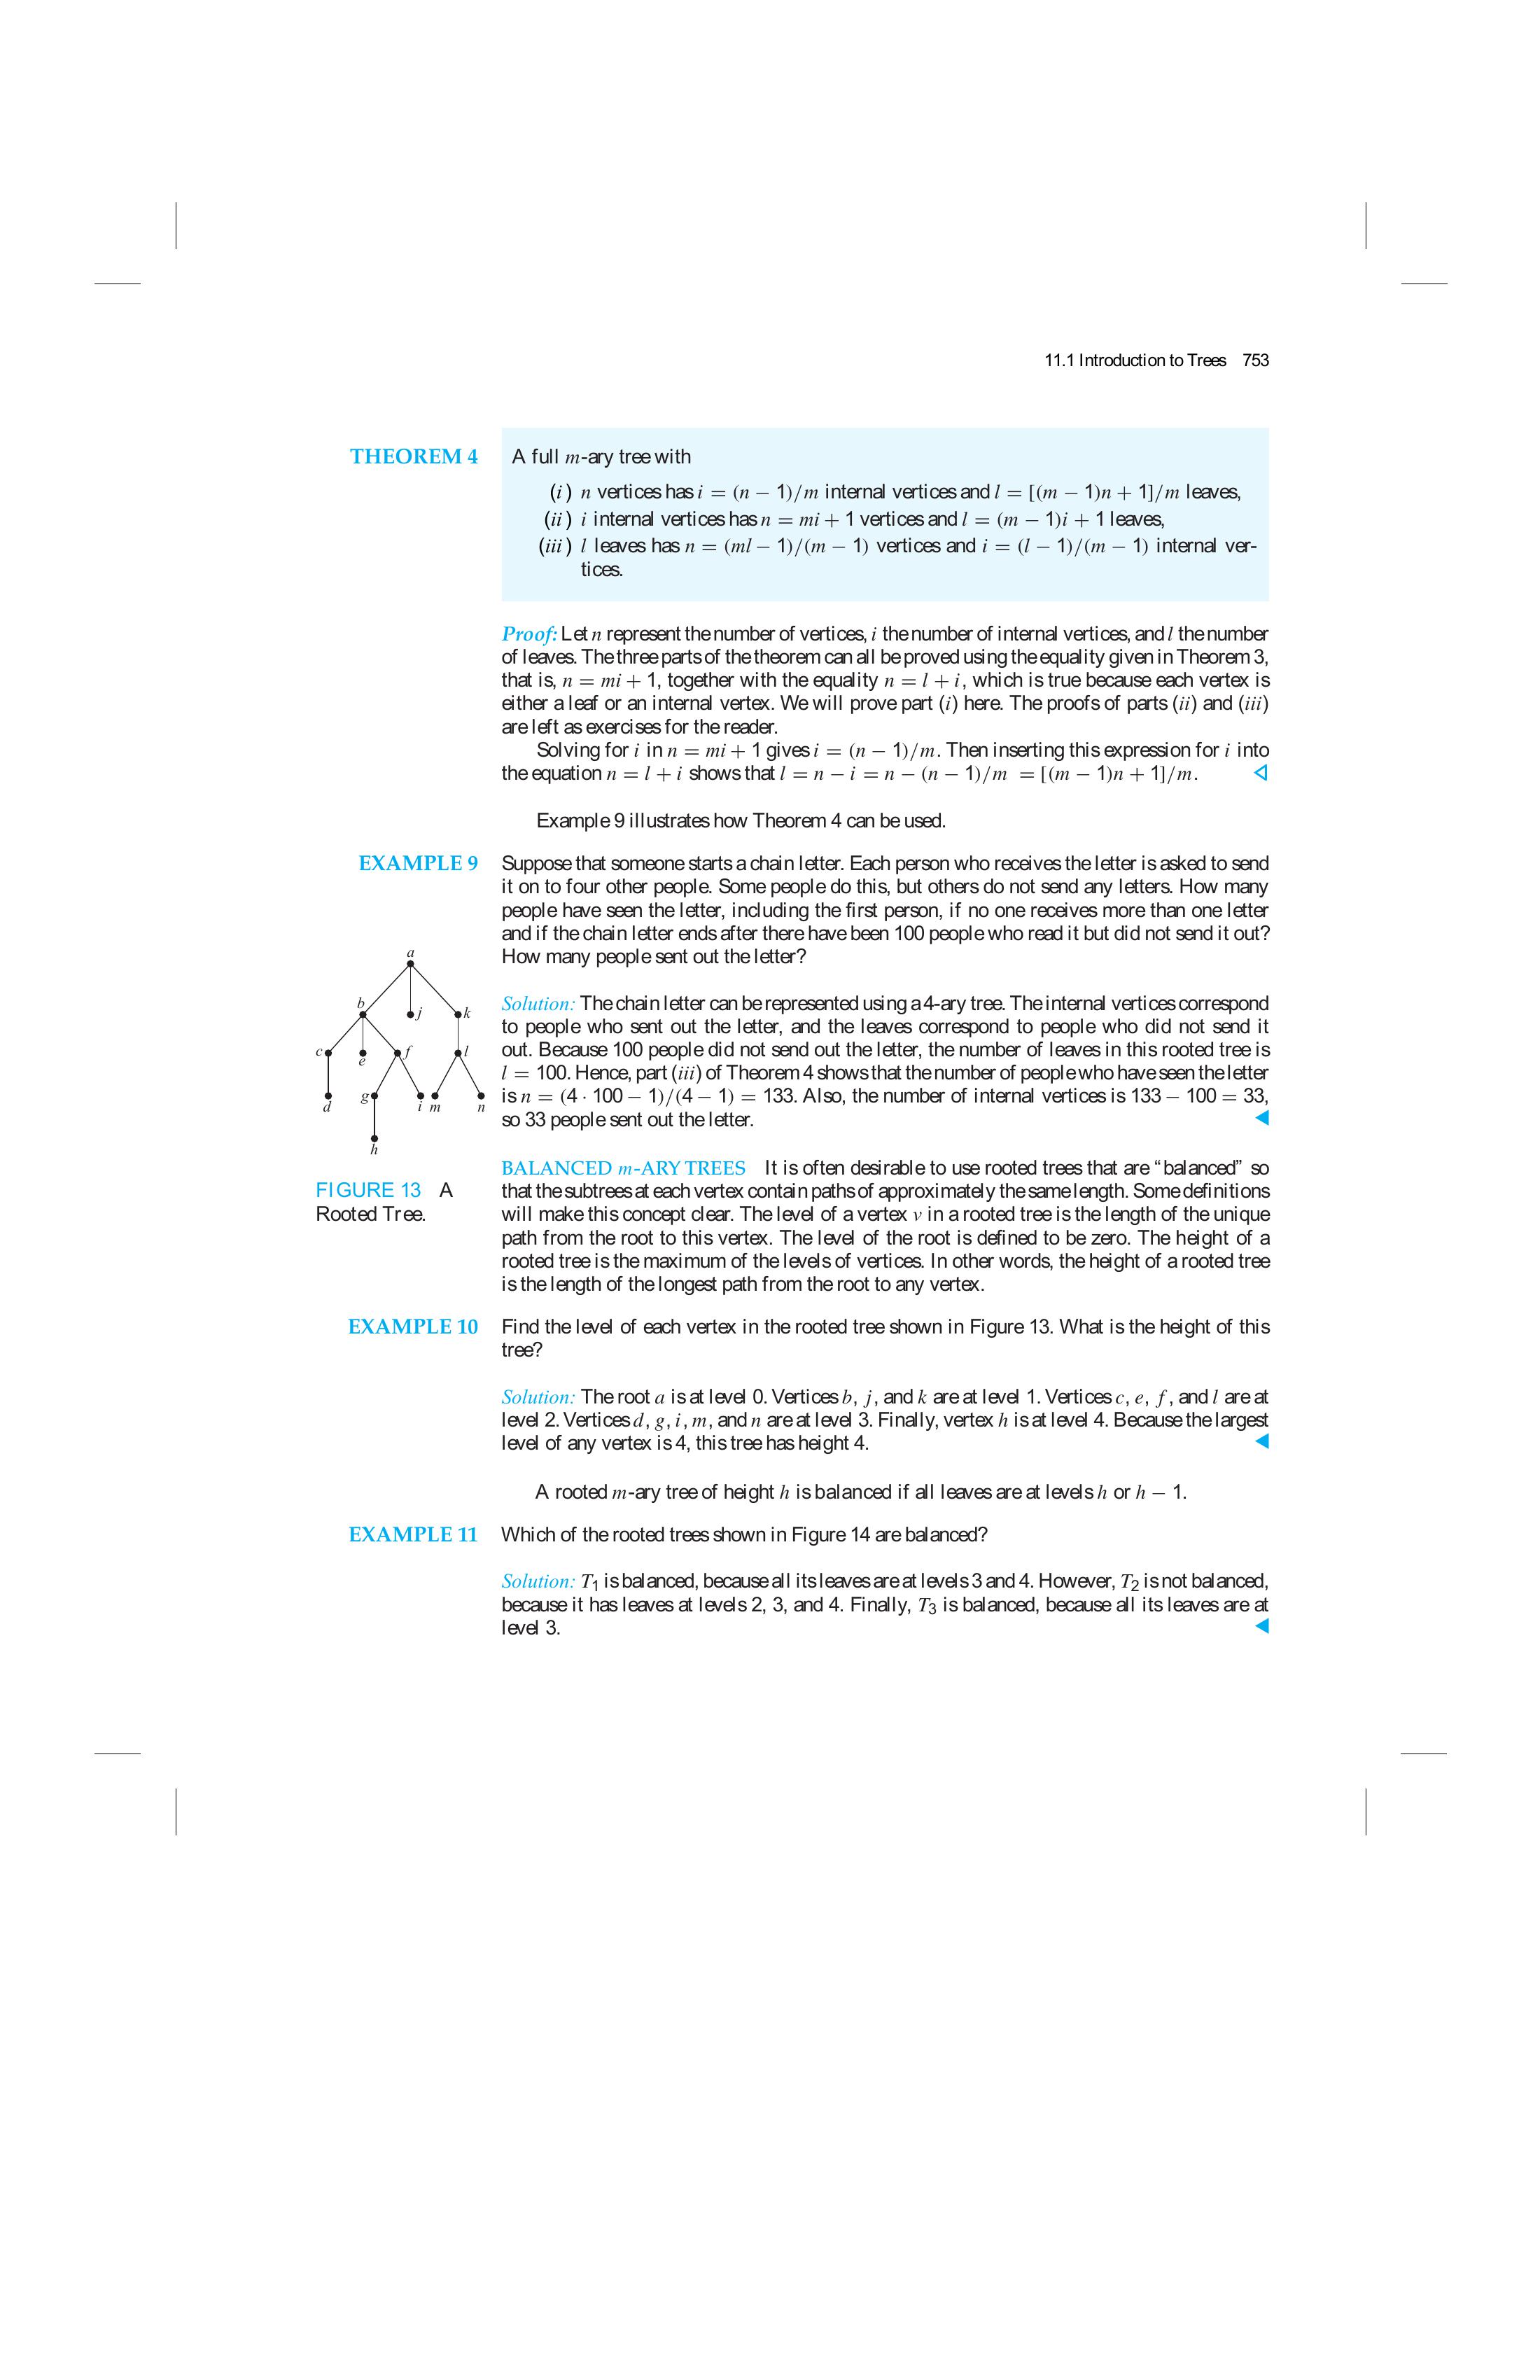 11.1 Introduction to Trees 753
THEOREM 4
A full m-ary tree with
(i) n vertices has i = (n − 1)/m internal vertices and l = [(m − 1)n + 1]/m leaves,
(ii) i internal vertices has n = mi + 1 vertices and l = (m − 1)i + 1 leaves,
(iii) l leaves has n = (ml − 1)/(m − 1) vertices and i = (l − 1)/(m − 1) internal ver-
tices.
Proof: Let n represent the number of vertices, i the number of internal vertices, and l the number
of leaves. The three parts of the theorem can all be proved using the equality given in Theorem 3,
that is, n = mi + 1, together with the equality n = l + i, which is true because each vertex is
either a leaf or an internal vertex. We will prove part (i) here. The proofs of parts (ii) and (iii)
are left as exercises for the reader.
Solving for i in n = mi + 1 gives i = (n − 1)/m. Then inserting this expression for i into
the equation n = l + i shows that l = n − i = n − (n − 1)/m = [(m − 1)n + 1]/m.
Example 9 illustrates how Theorem 4 can be used.
EXAMPLE 9
Suppose that someone starts a chain letter. Each person who receives the letter is asked to send
it on to four other people. Some people do this, but others do not send any letters. How many
people have seen the letter, including the first person, if no one receives more than one letter
and if the chain letter ends after there have been 100 people who read it but did not send it out?
How many people sent out the letter?
Solution: The chain letter can be represented using a 4-ary tree. The internal vertices correspond
to people who sent out the letter, and the leaves correspond to people who did not send it
out. Because 100 people did not send out the letter, the number of leaves in this rooted tree is
l = 100. Hence, part (iii) of Theorem 4 shows that the number of people who have seen the letter
is n = (4 · 100 − 1)/(4 − 1) = 133. Also, the number of internal vertices is 133 − 100 = 33,
so 33 people sent out the letter.
a
b
j
k
c
e
f
l
d
g
i
m
n
h
FIGURE 13 A
Rooted Tree.
BALANCED m-ARY TREES It is often desirable to use rooted trees that are “balanced” so
that the subtrees at each vertex contain paths of approximately the same length. Some definitions
will make this concept clear. The level of a vertex v in a rooted tree is the length of the unique
path from the root to this vertex. The level of the root is defined to be zero. The height of a
rooted tree is the maximum of the levels of vertices. In other words, the height of a rooted tree
is the length of the longest path from the root to any vertex.
EXAMPLE 10
Find the level of each vertex in the rooted tree shown in Figure 13. What is the height of this
tree?
Solution: The root a is at level 0. Vertices b, j, and k are at level 1. Vertices c, e, f, and l are at
level 2. Vertices d, g, i, m, and n are at level 3. Finally, vertex h is at level 4. Because the largest
level of any vertex is 4, this tree has height 4.
A rooted m-ary tree of height h is balanced if all leaves are at levels h or h − 1.
EXAMPLE 11
Which of the rooted trees shown in Figure 14 are balanced?
Solution: T1 is balanced, because all its leaves are at levels 3 and 4. However, T2 is not balanced,
because it has leaves at levels 2, 3, and 4. Finally, T3 is balanced, because all its leaves are at
level 3.